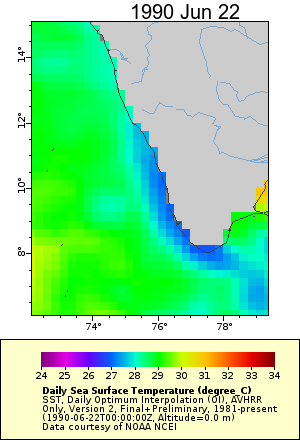 1990 Jun 22
14°
12°
10°
8°
74° 76° 78°
24 25 26 27 28 29 30 31 32 33 34
Daily Sea Surface Temperature (degree_C)
SST, Daily Optimum Interpolation (OI), AVHRR
Only, Version 2, Final+Preliminary, 1981-present
(1990-06-22T00:00:00Z, Altitude=0.0 m)
Data courtesy of NOAA NCEI